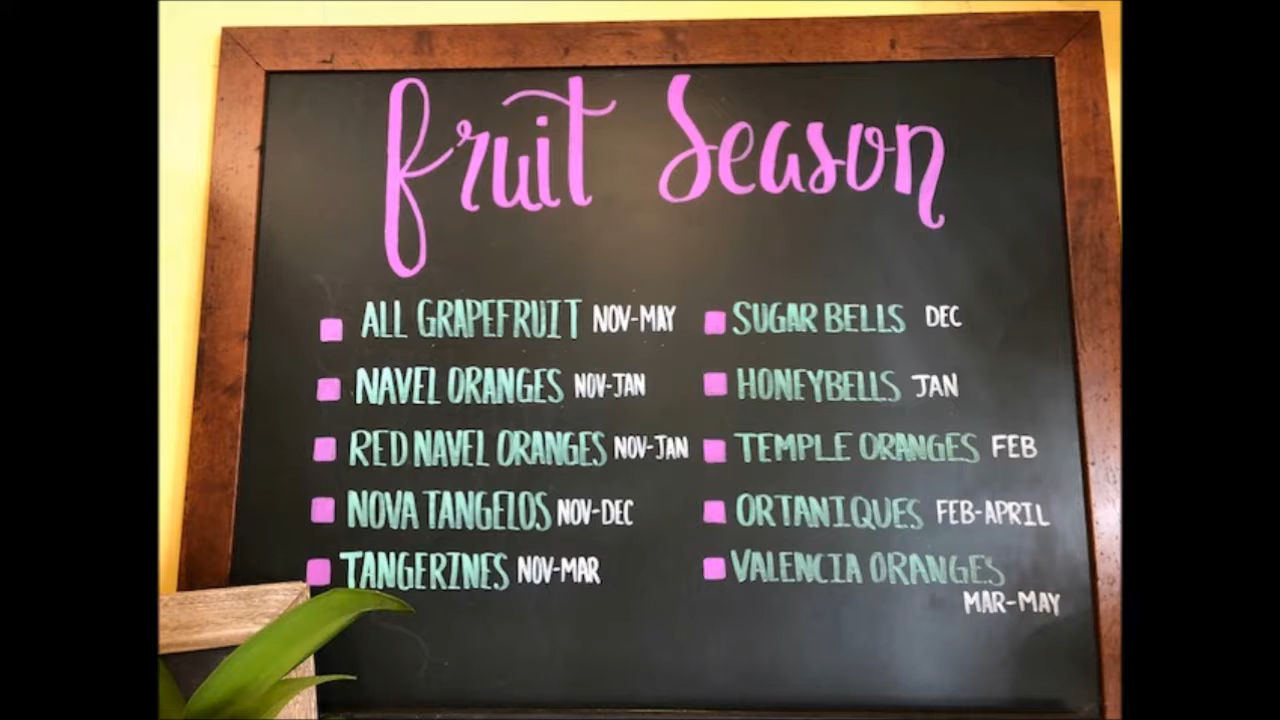 fruit Season
ALL GRAPEFRUIT NOV-MAY
NAVEL ORANGES NOV-JAN
RED NAVEL ORANGES NOV-JAN
NOVA TANGELOS NOV-DEC
TANGERINES NOV-MAR
SUGAR BELLS DEC
HONEYBELLS JAN
TEMPLE ORANGES FEB
ORTANIQUES FEB-APRIL
VALENCIA ORANGES
MAR-MAY